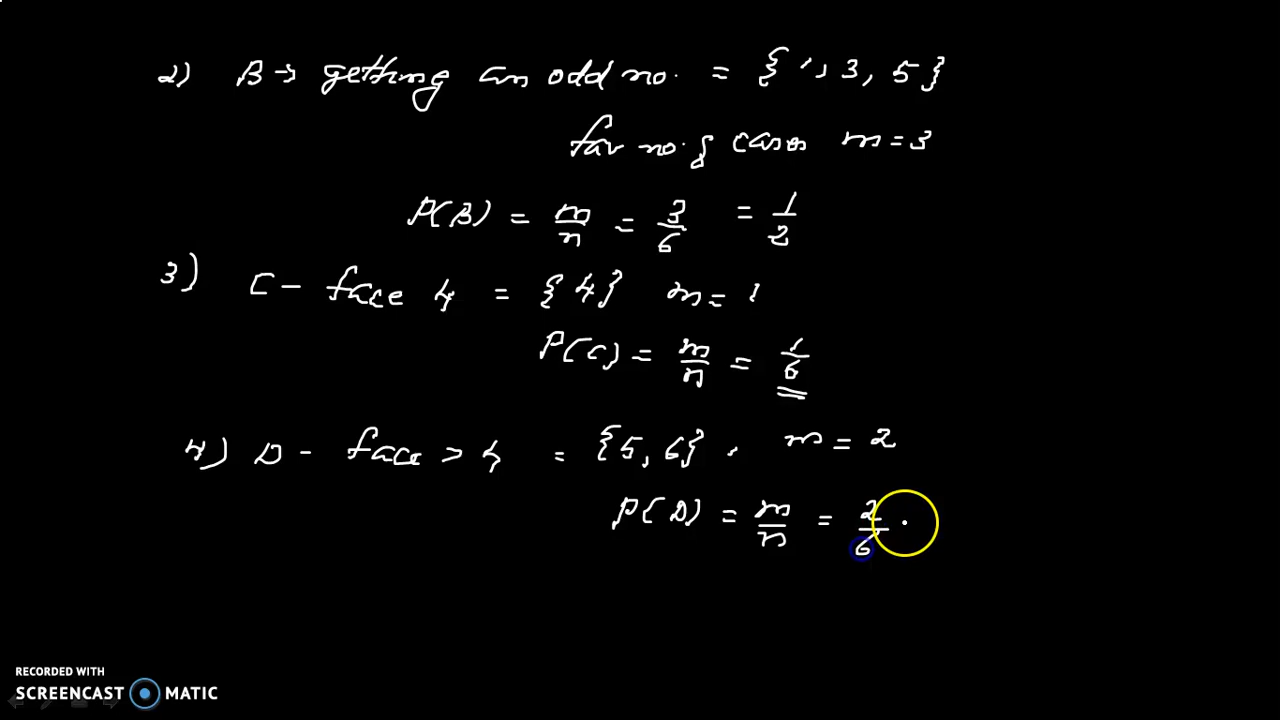 2) B → getting an odd no. = {1, 3, 5}
fav no. of cases m = 3
P(B) = m/n = 3/6 = 1/2
3) C - face 4 = {4} m = 1
P(C) = m/n = 1/6
4) D - face > 4 = {5, 6}, m = 2
P(D) = m/n = 2/6
RECORDED WITH
SCREENCAST MATIC